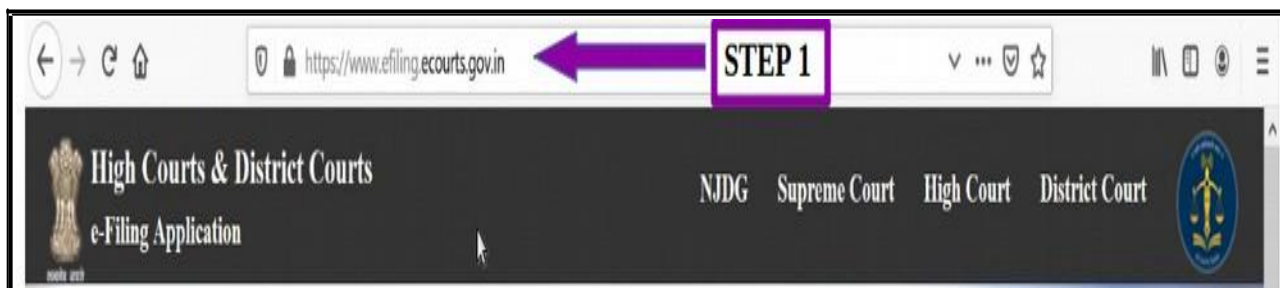 https://www.efiling.ecourts.gov.in STEP 1
High Courts & District Courts
e-Filing Application
NJDG Supreme Court High Court District Court